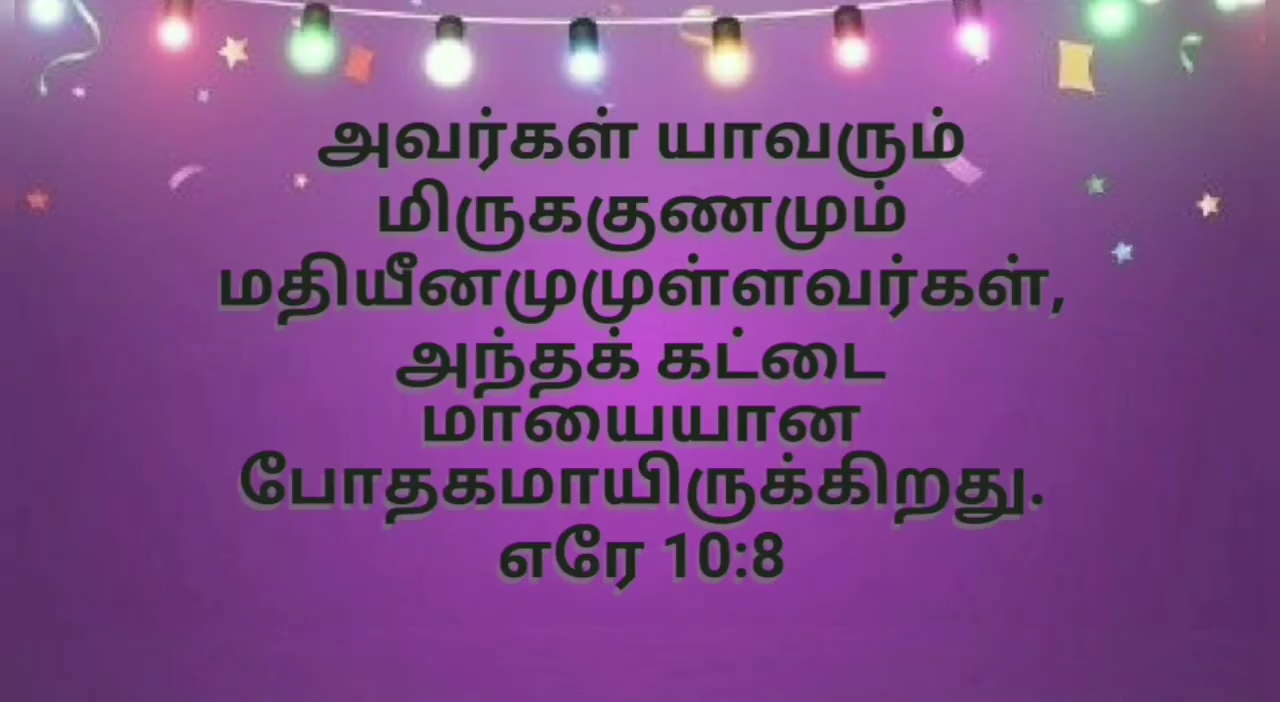 அவர்கள் யாவரும்
மிருககுணமும்
மதியீனமுமுள்ளவர்கள்,
அந்தக் கட்டை
மாயையான
போதகமாயிருக்கிறது.
எரே 10:8